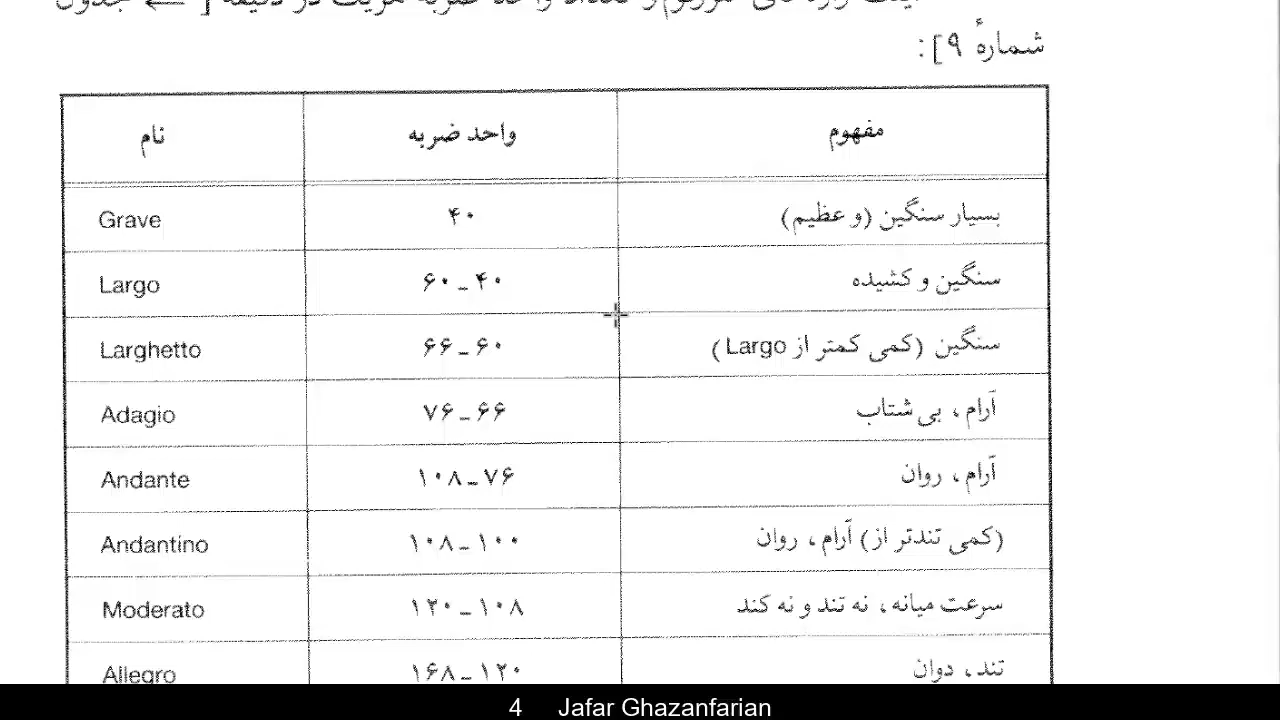 شمارهٔ ۹]:
مفهوم واحد ضربه نام
بسیار سنگین (و عظیم) ۴۰ Grave
سنگین و کشیده ۴۰ ـ ۶۰ Largo
سنگین (کمی کمتر از Largo) ۶۰ ـ ۶۶ Larghetto
آرام، بی‌شتاب ۶۶ ـ ۷۶ Adagio
آرام، روان ۷۶ ـ ۱۰۸ Andante
(کمی تندتر از) آرام، روان ۱۰۰ ـ ۱۰۸ Andantino
سرعت میانه، نه تند و نه کند ۱۰۸ ـ ۱۲۰ Moderato
تند، دوان ۱۲۰ ـ ۱۶۸ Allegro
4 Jafar Ghazanfarian